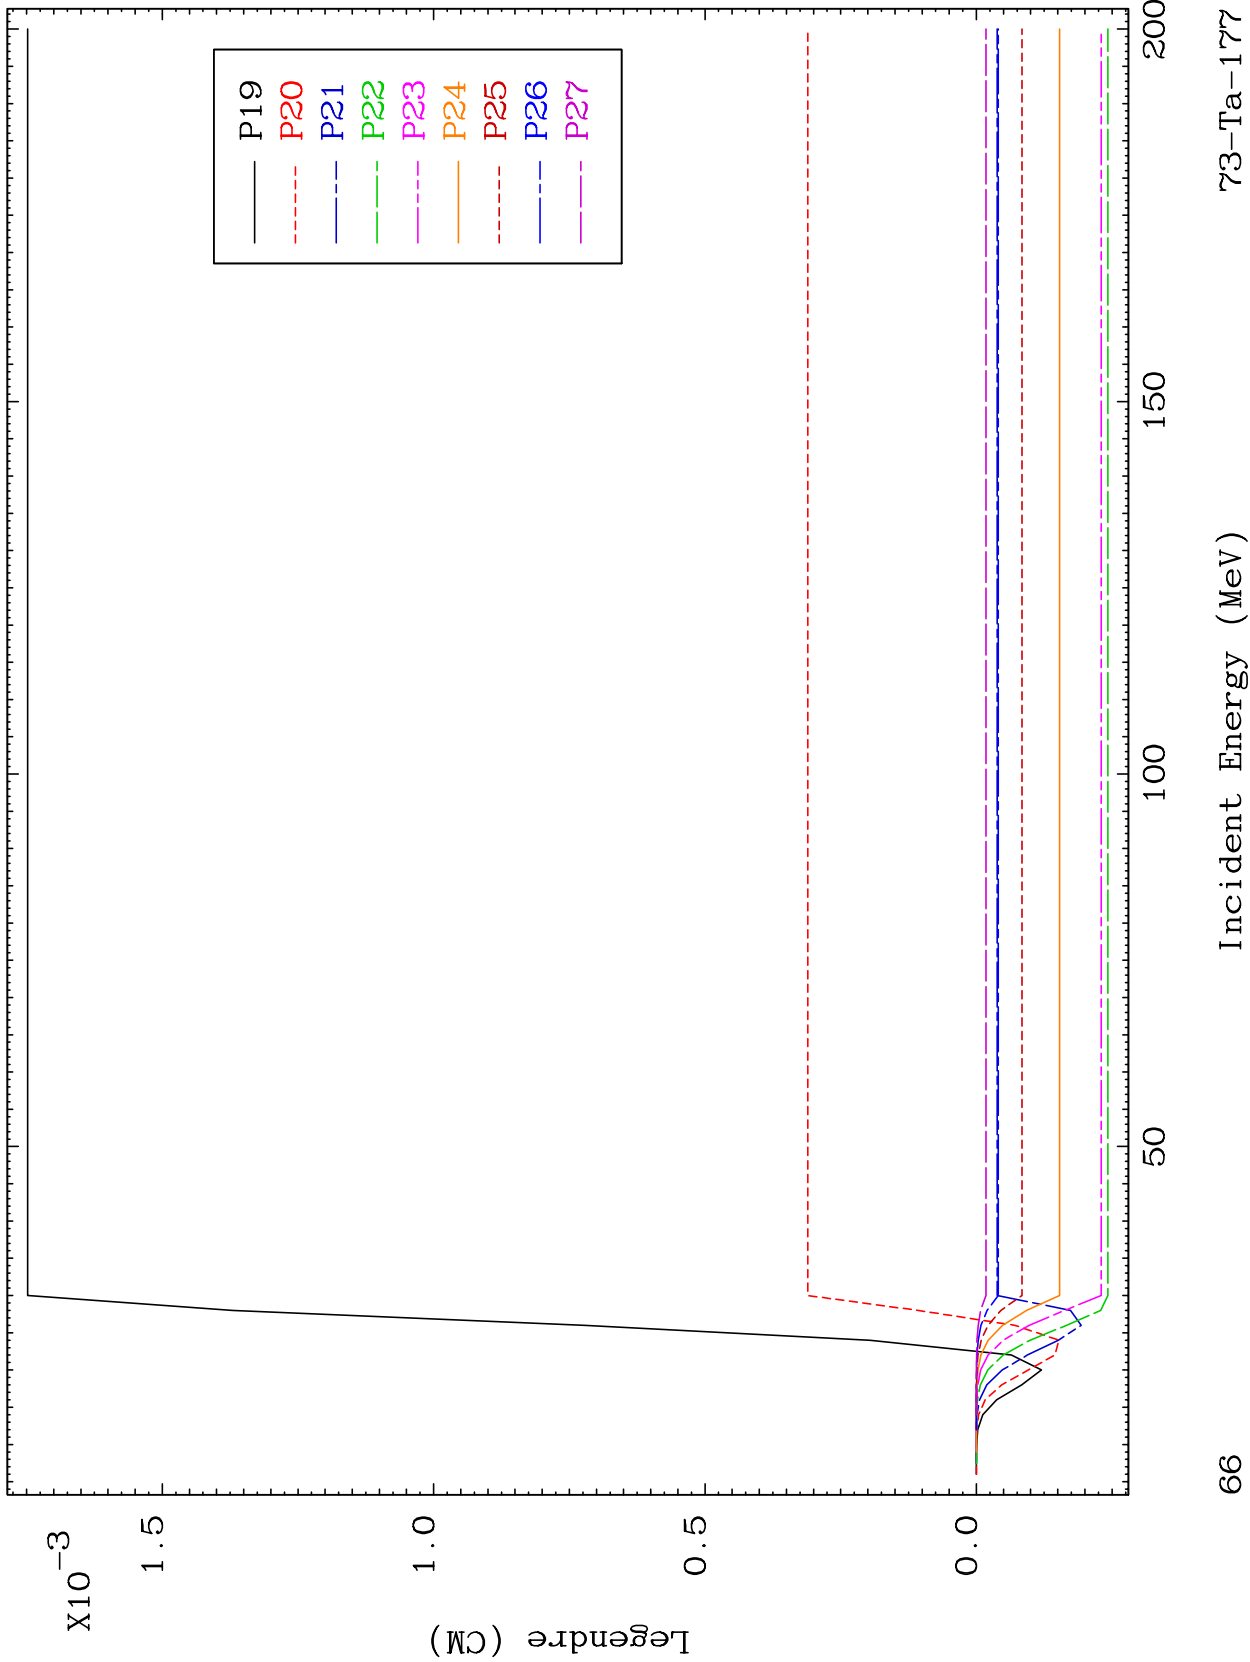 X10-3
1.5
1.0
0.5
0.0
Legendre (CM)
P19
P20
P21
P22
P23
P24
P25
P26
P27
50
100
150
200
Incident Energy (MeV)
66
73-Ta-177